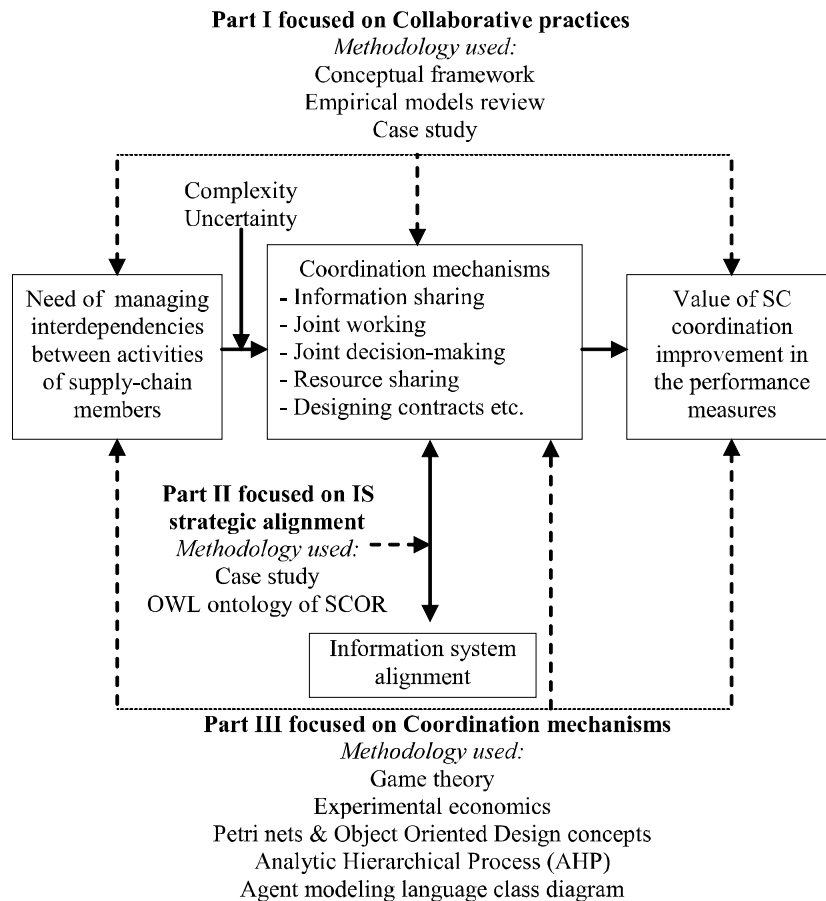 Part I focused on Collaborative practices
Methodology used:
Conceptual framework
Empirical models review
Case study
Complexity
Uncertainty
Need of managing
interdependencies
between activities
of supply-chain
members
Coordination mechanisms
- Information sharing
- Joint working
- Joint decision-making
- Resource sharing
- Designing contracts etc.
Value of SC
coordination
improvement in
the performance
measures
Part II focused on IS
strategic alignment
Methodology used:
Case study
OWL ontology of SCOR
Information system
alignment
Part III focused on Coordination mechanisms
Methodology used:
Game theory
Experimental economics
Petri nets & Object Oriented Design concepts
Analytic Hierarchical Process (AHP)
Agent modeling language class diagram